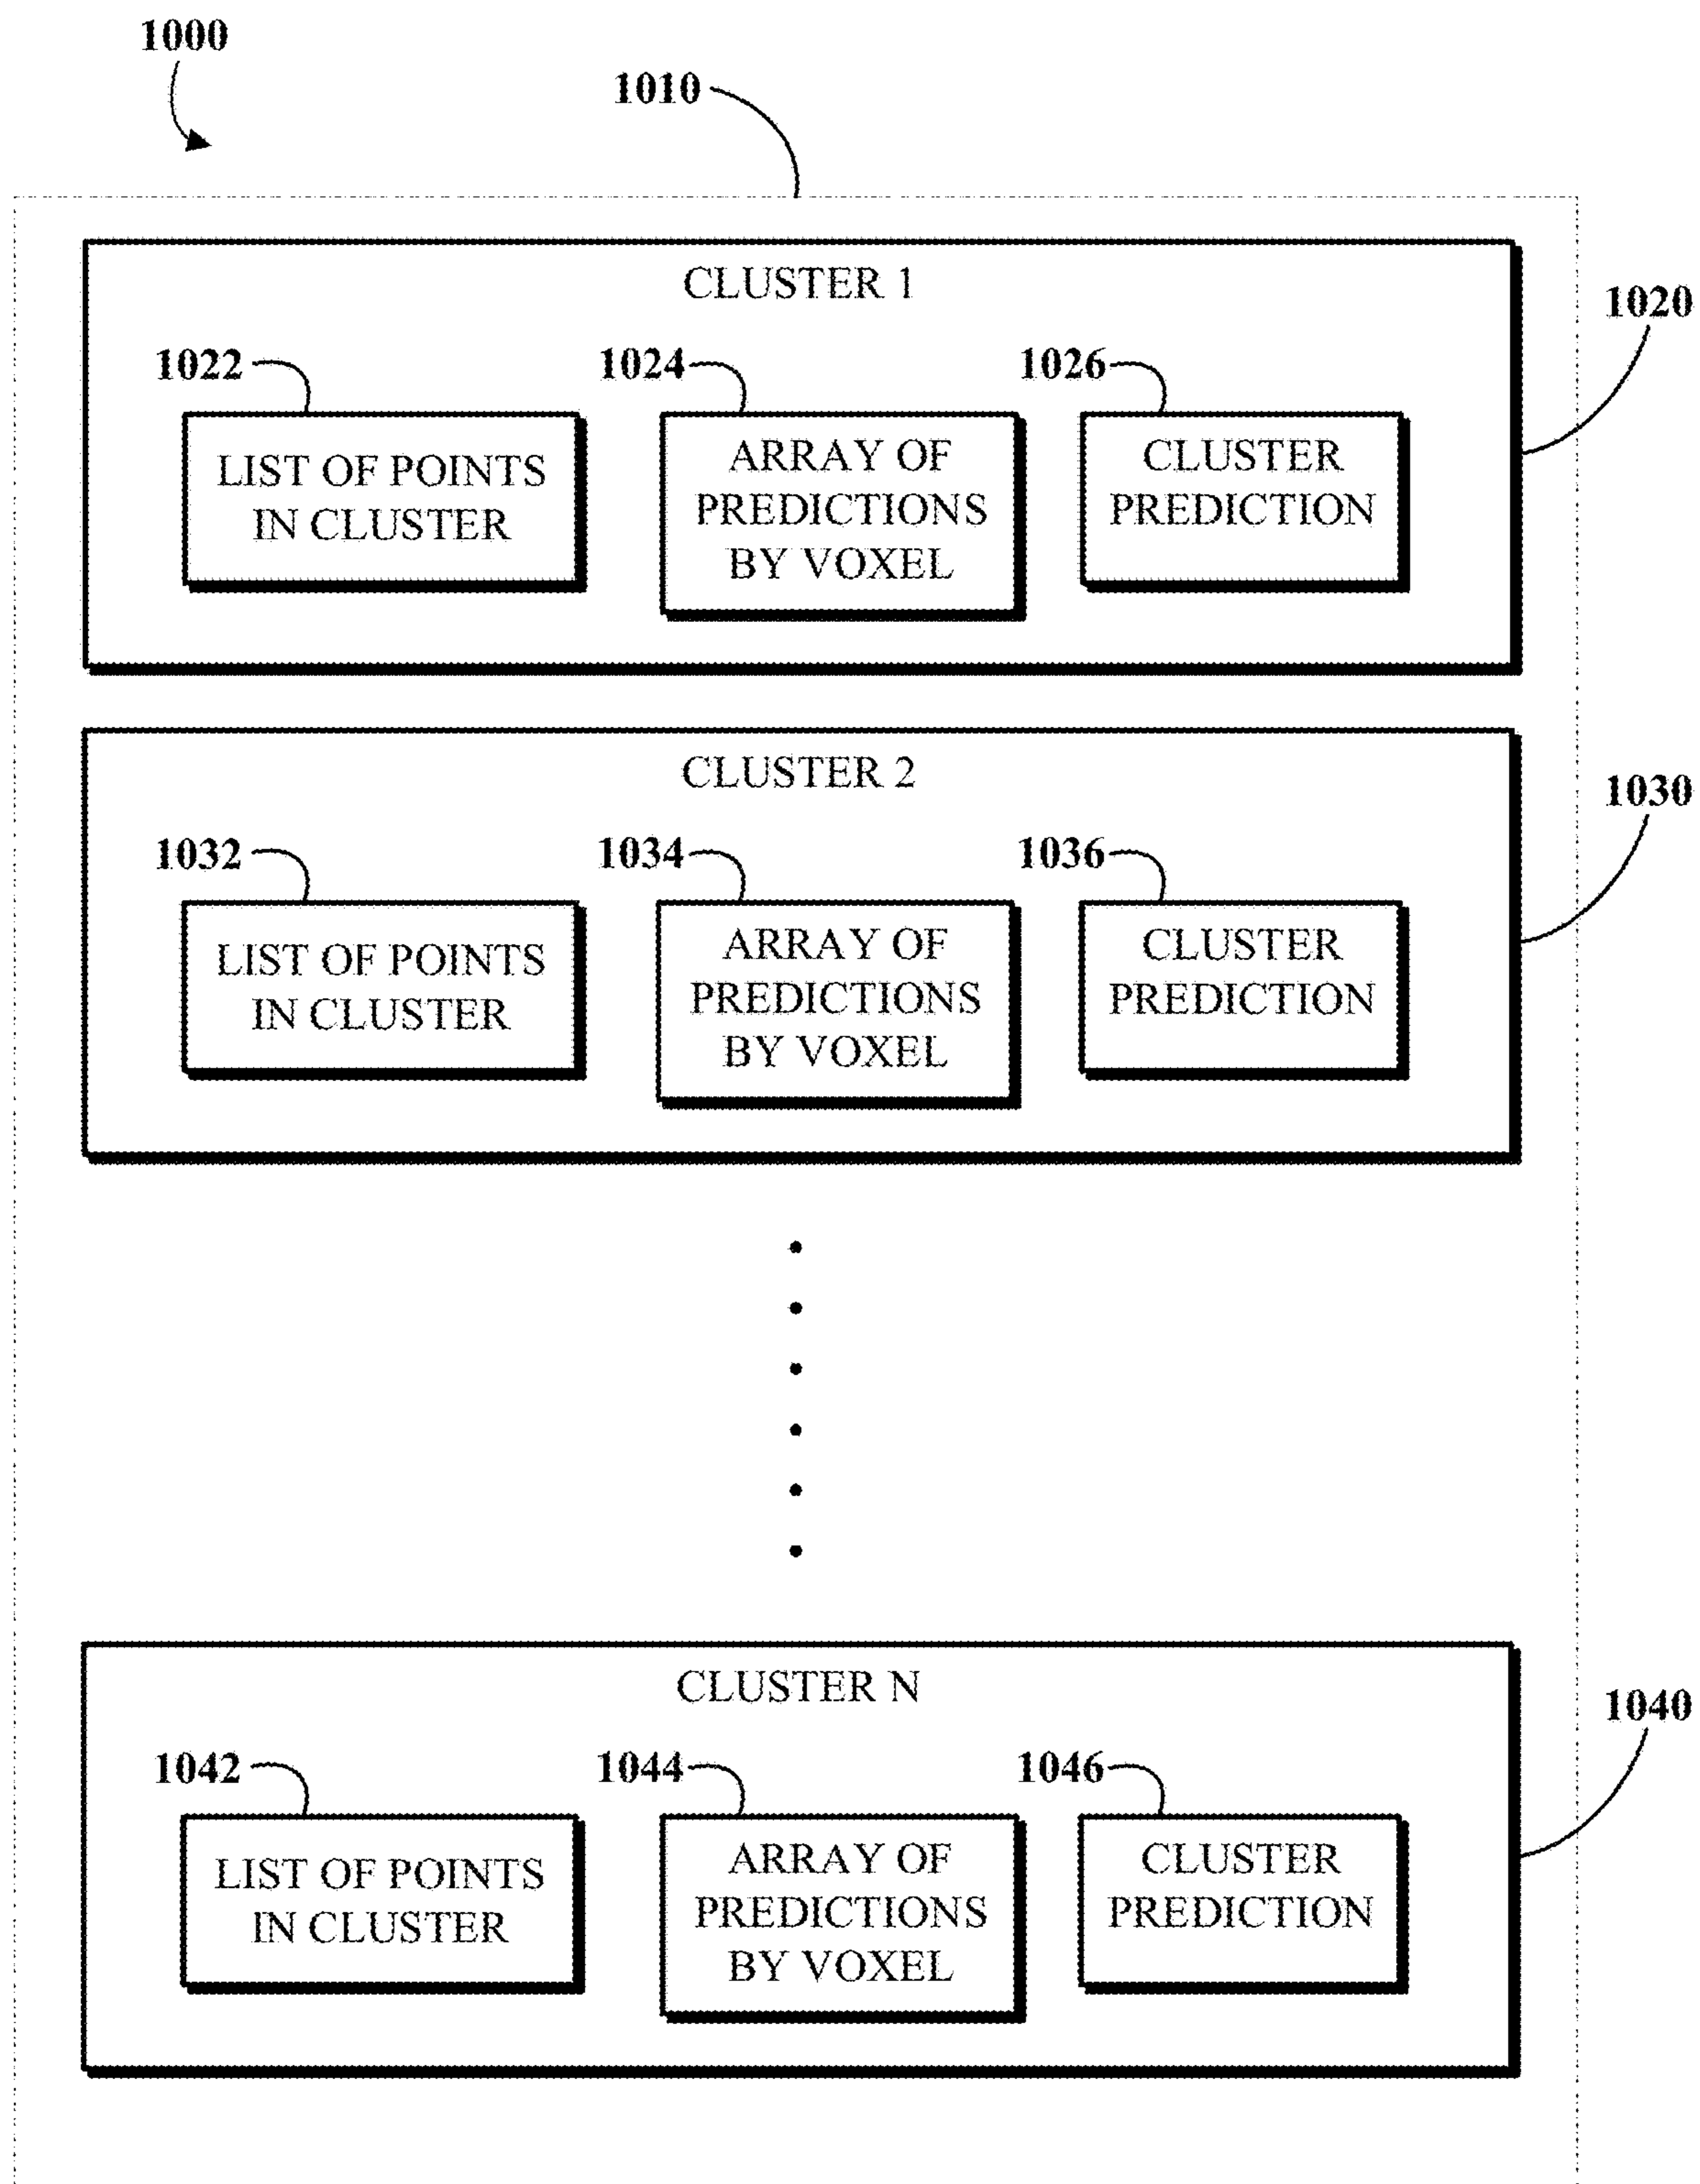 1000
1010
CLUSTER 1
1020
1022
1024
1026
LIST OF POINTS
IN CLUSTER
ARRAY OF
PREDICTIONS
BY VOXEL
CLUSTER
PREDICTION
CLUSTER 2
1030
1032
1034
1036
LIST OF POINTS
IN CLUSTER
ARRAY OF
PREDICTIONS
BY VOXEL
CLUSTER
PREDICTION
CLUSTER N
1040
1042
1044
1046
LIST OF POINTS
IN CLUSTER
ARRAY OF
PREDICTIONS
BY VOXEL
CLUSTER
PREDICTION